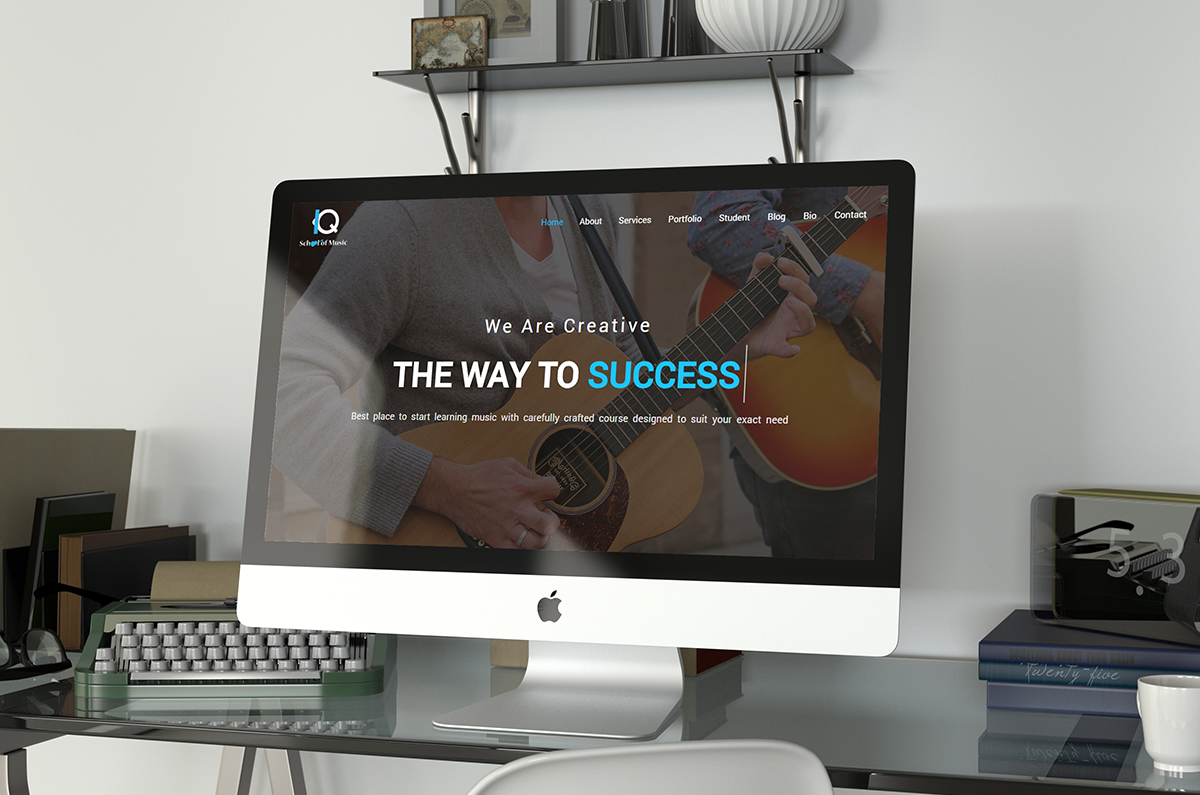 IQ
School of Music
Home About Services Portfolio Student Blog Bio Contact
We Are Creative
THE WAY TO SUCCESS
Best place to start learning music with carefully crafted course designed to suit your exact need
Twenty-five